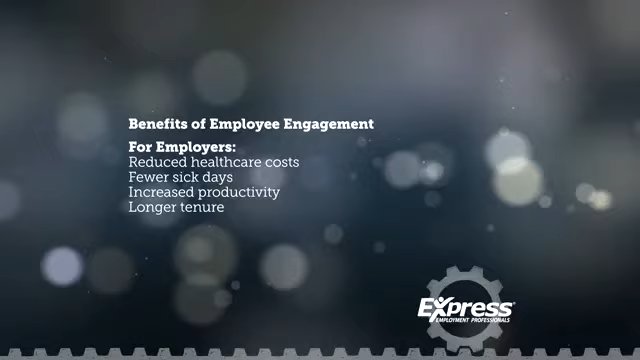 Benefits of Employee Engagement
For Employers:
Reduced healthcare costs
Fewer sick days
Increased productivity
Longer tenure
Express
EMPLOYMENT PROFESSIONALS